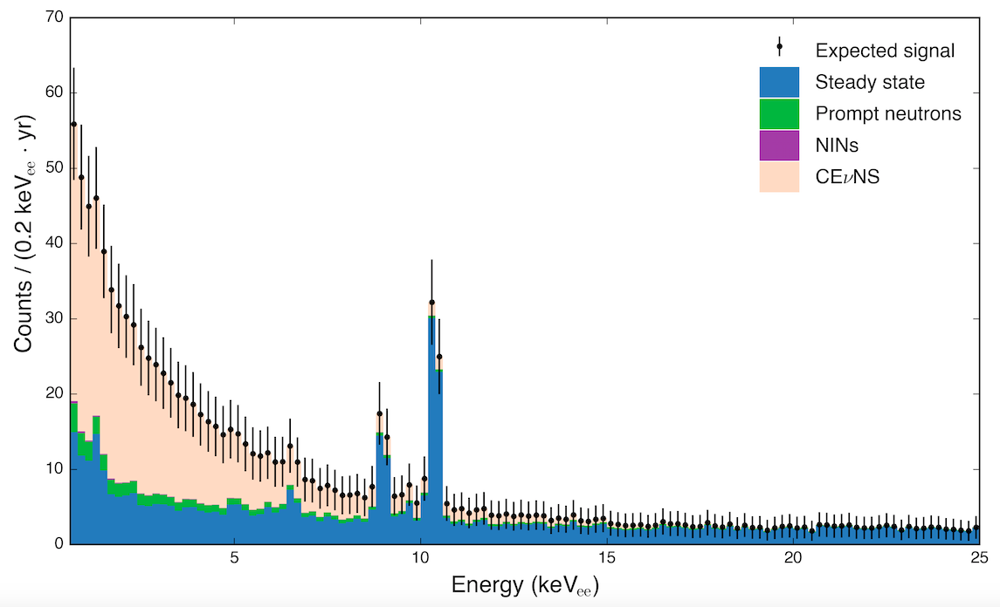 70
60
50
40
30
20
10
0
5
10
15
20
25
Counts / (0.2 keVee · yr)
Energy (keVee)
Expected signal
Steady state
Prompt neutrons
NINs
CEνNS